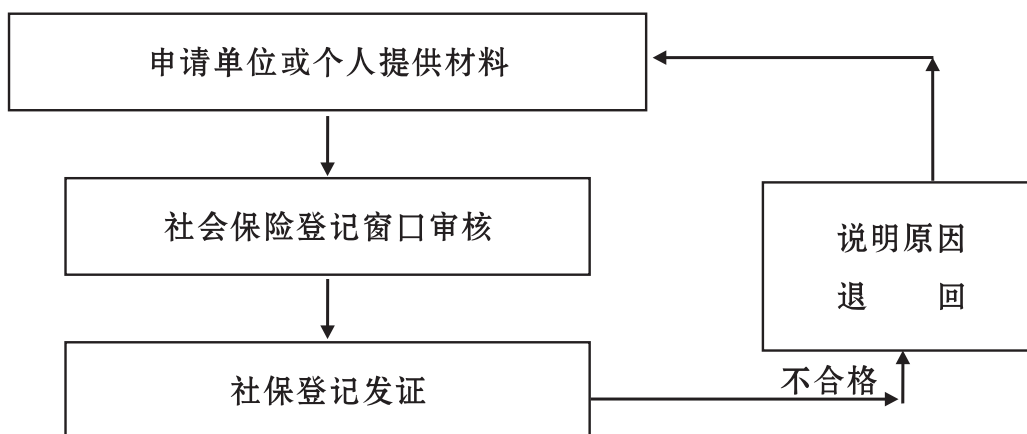 申请单位或个人提供材料
社会保险登记窗口审核
说明原因
退 回
社保登记发证
不合格